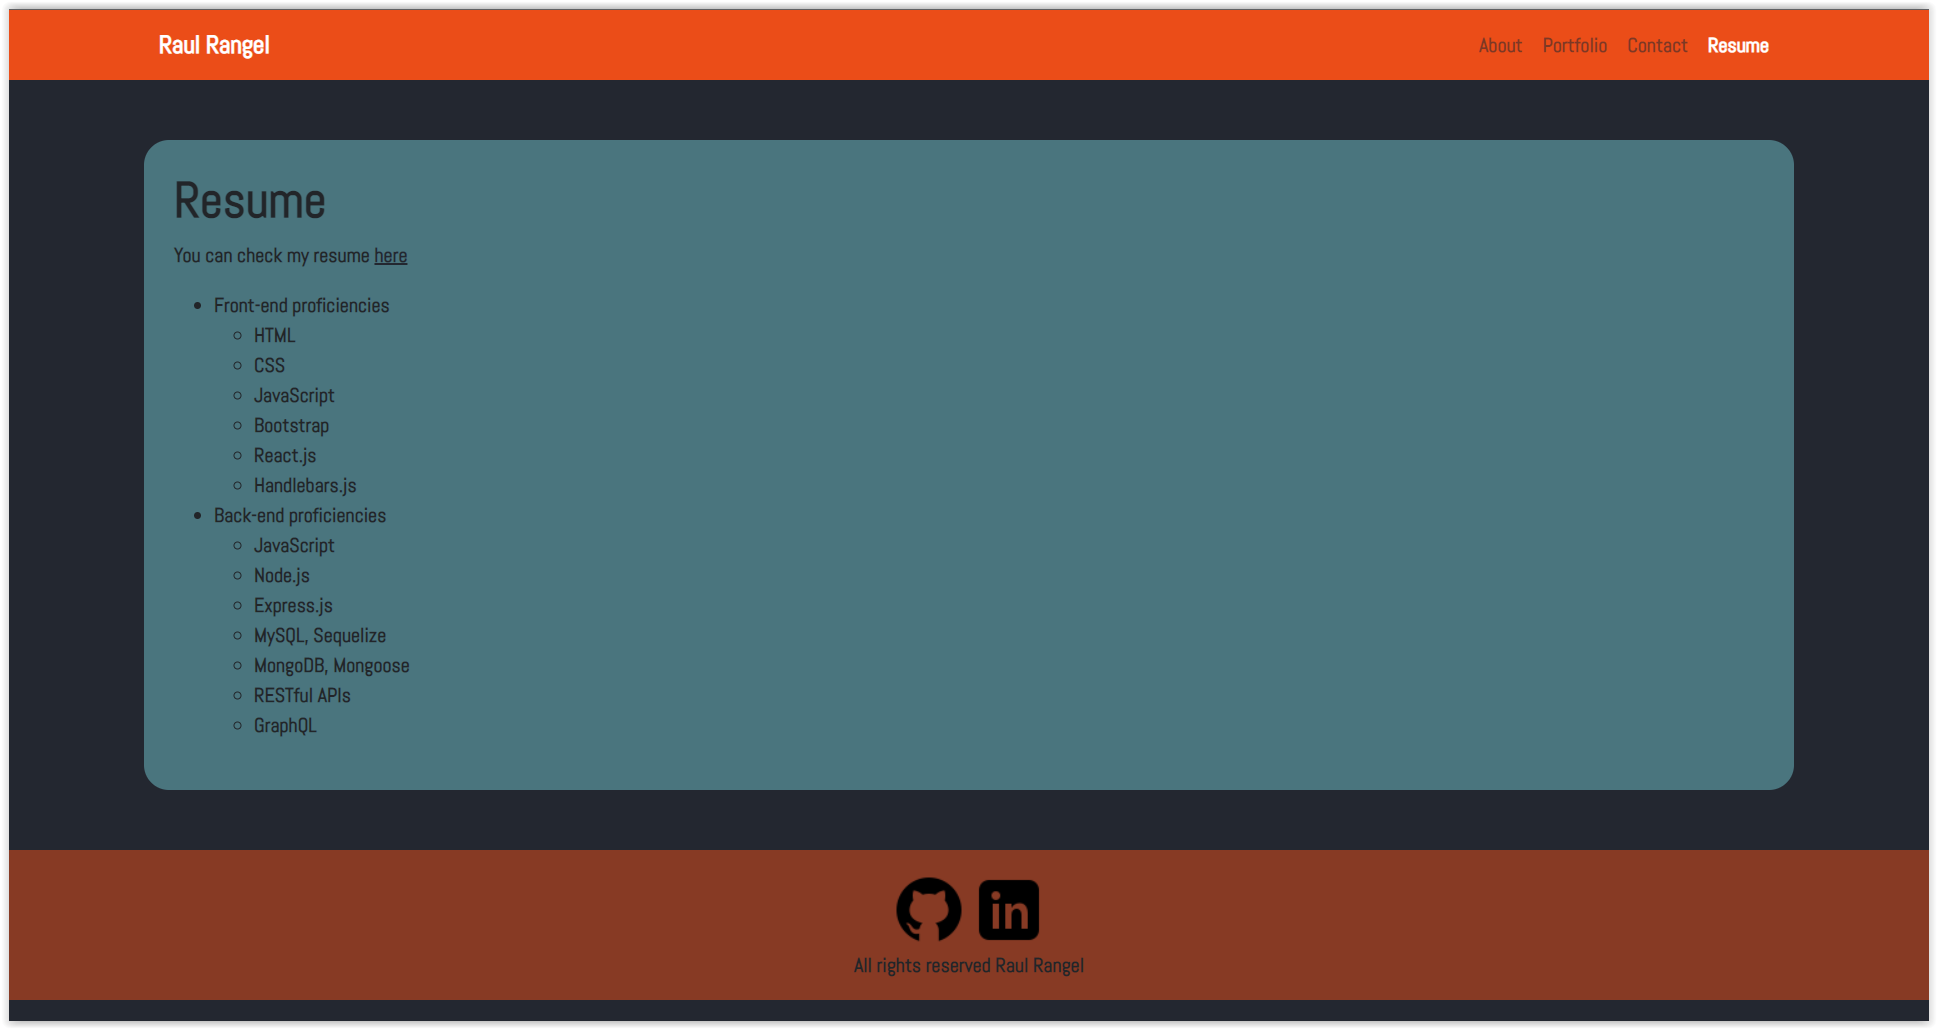 Raul Rangel
About Portfolio Contact Resume
Resume
You can check my resume here
Front-end proficiencies
HTML
CSS
JavaScript
Bootstrap
React.js
Handlebars.js
Back-end proficiencies
JavaScript
Node.js
Express.js
MySQL, Sequelize
MongoDB, Mongoose
RESTful APIs
GraphQL
in
All rights reserved Raul Rangel